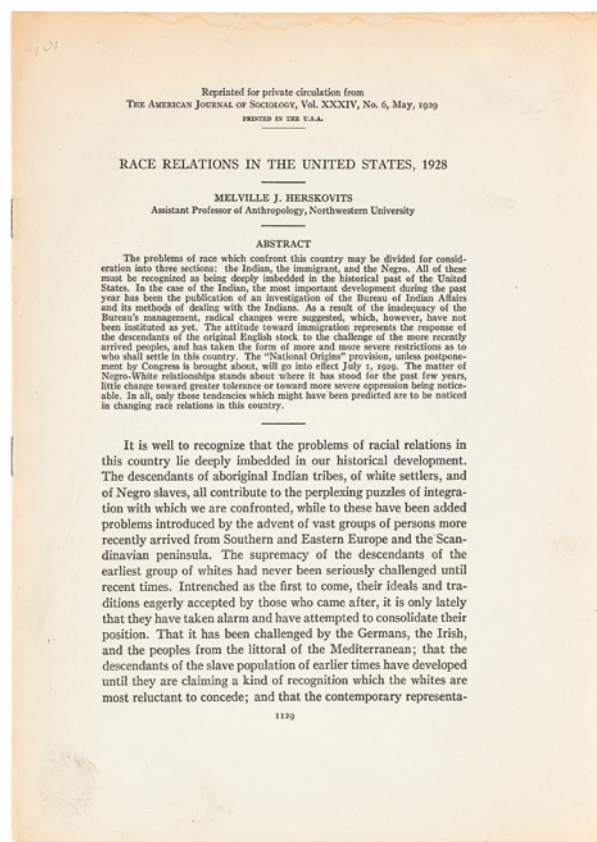 101
Reprinted for private circulation from
THE AMERICAN JOURNAL OF SOCIOLOGY, Vol. XXXIV, No. 6, May, 1929
PRINTED IN THE U.S.A.
RACE RELATIONS IN THE UNITED STATES, 1928
MELVILLE J. HERSKOVITS
Assistant Professor of Anthropology, Northwestern University
ABSTRACT
The problems of race which confront this country may be divided for consid-
eration into three sections: the Indian, the immigrant, and the Negro. All of these
must be recognized as being deeply imbedded in the historical past of the United
States. In the case of the Indian, the most important development during the past
year has been the publication of an investigation of the Bureau of Indian Affairs
and its methods of dealing with the Indians. As a result of the inadequacy of the
Bureau's management, radical changes were suggested, which, however, have not
been instituted as yet. The attitude toward immigration represents the response of
the descendants of the original English stock to the challenge of the more recently
arrived peoples, and has taken the form of more and more severe restrictions as to
who shall settle in this country. The "National Origins" provision, unless postpone-
ment by Congress is brought about, will go into effect July 1, 1929. The matter of
Negro-White relationships stands about where it has stood for the past few years,
little change toward greater tolerance or toward more severe oppression being notice-
able. In all, only those tendencies which might have been predicted are to be noticed
in changing race relations in this country.
It is well to recognize that the problems of racial relations in
this country lie deeply imbedded in our historical development.
The descendants of aboriginal Indian tribes, of white settlers, and
of Negro slaves, all contribute to the perplexing puzzles of integra-
tion with which we are confronted, while to these have been added
problems introduced by the advent of vast groups of persons more
recently arrived from Southern and Eastern Europe and the Scan-
dinavian peninsula. The supremacy of the descendants of the
earliest group of whites had never been seriously challenged until
recent times. Intrenched as the first to come, their ideals and tra-
ditions eagerly accepted by those who came after, it is only lately
that they have taken alarm and have attempted to consolidate their
position. That it has been challenged by the Germans, the Irish,
and the peoples from the littoral of the Mediterranean; that the
descendants of the slave population of earlier times have developed
until they are claiming a kind of recognition which the whites are
most reluctant to concede; and that the contemporary representa-
1129